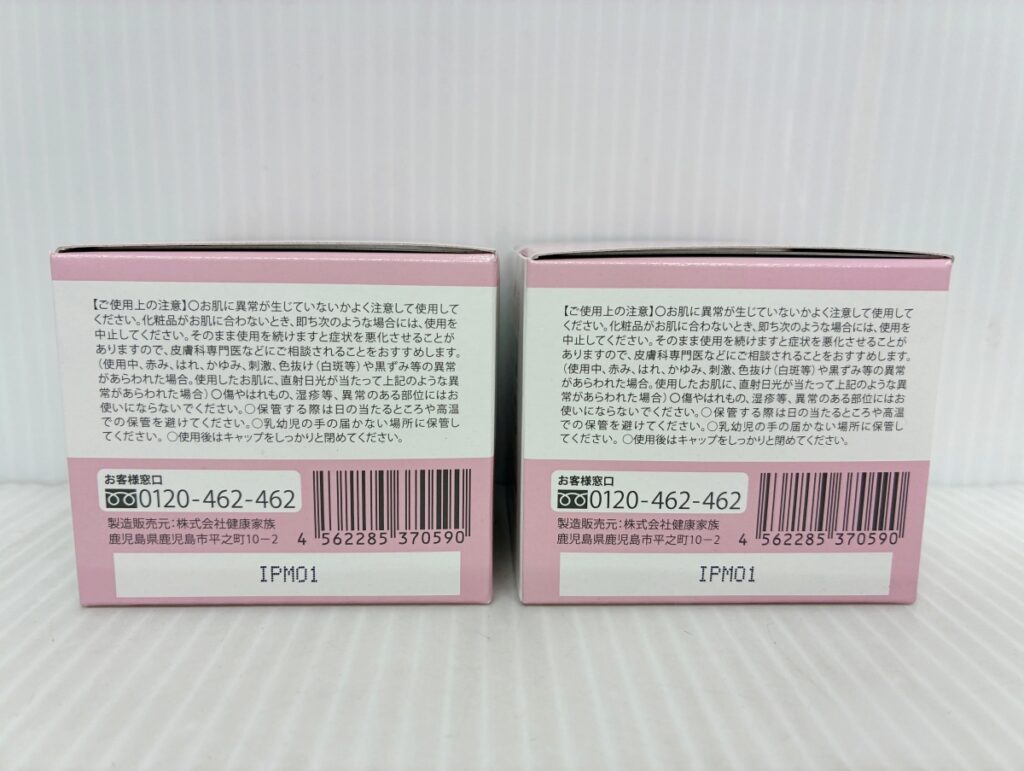 【ご使用上の注意】○お肌に異常が生じていないかよく注意して使用して
ください。化粧品がお肌に合わないとき、即ち次のような場合には、使用を
中止してください。そのまま使用を続けますと症状を悪化させることが
ありますので、皮膚科専門医などにご相談されることをおすすめします。
(使用中、赤み、はれ、かゆみ、刺激、色抜け(白斑等)や黒ずみ等の異常
があらわれた場合。使用したお肌に、直射日光が当たって上記のような異
常があらわれた場合)○傷やはれもの、湿疹等、異常のある部位にはお
使いにならないでください。○保管する際は日の当たるところや高温
での保管を避けてください。○乳幼児の手の届かない場所に保管し
てください。○使用後はキャップをしっかりと閉めてください。
お客様窓口
0120-462-462
製造販売元:株式会社健康家族
鹿児島県鹿児島市平之町10-2
4 562285 370590
IPM01
【ご使用上の注意】○お肌に異常が生じていないかよく注意して使用して
ください。化粧品がお肌に合わないとき、即ち次のような場合には、使用を
中止してください。そのまま使用を続けますと症状を悪化させることが
ありますので、皮膚科専門医などにご相談されることをおすすめします。
(使用中、赤み、はれ、かゆみ、刺激、色抜け(白斑等)や黒ずみ等の異常
があらわれた場合。使用したお肌に、直射日光が当たって上記のような異
常があらわれた場合)○傷やはれもの、湿疹等、異常のある部位にはお
使いにならないでください。○保管する際は日の当たるところや高温
での保管を避けてください。○乳幼児の手の届かない場所に保管し
てください。○使用後はキャップをしっかりと閉めてください。
お客様窓口
0120-462-462
製造販売元:株式会社健康家族
鹿児島県鹿児島市平之町10-2
4 562285 370590
IPM01